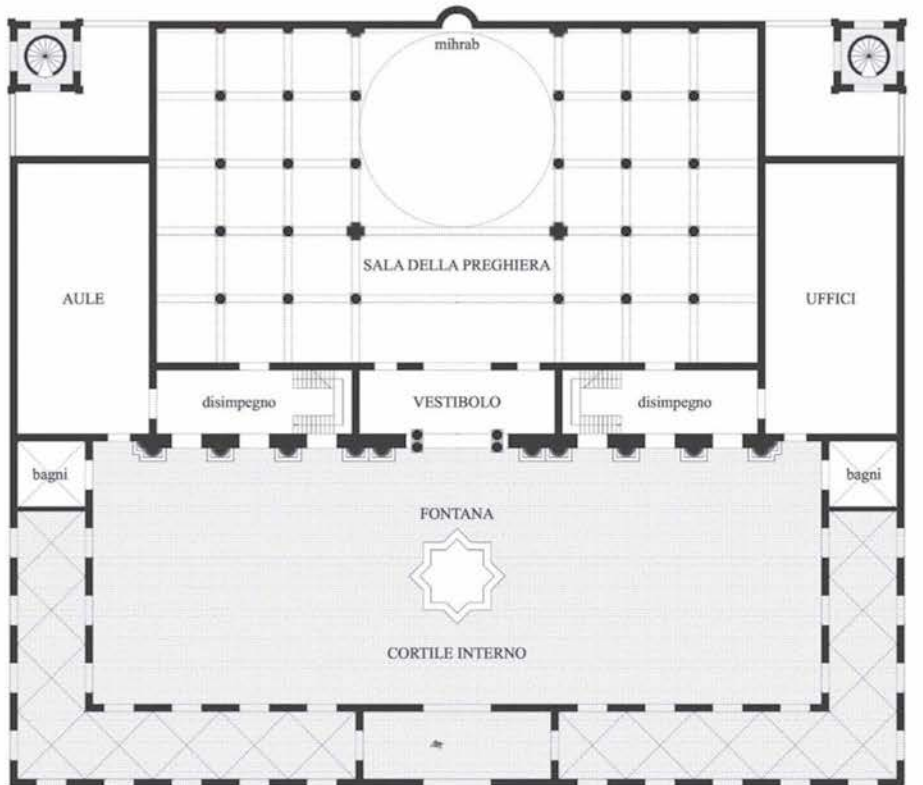 mihrab
SALA DELLA PREGHIERA
AULE
UFFICI
disimpegno
VESTIBOLO
disimpegno
bagni
bagni
FONTANA
CORTILE INTERNO